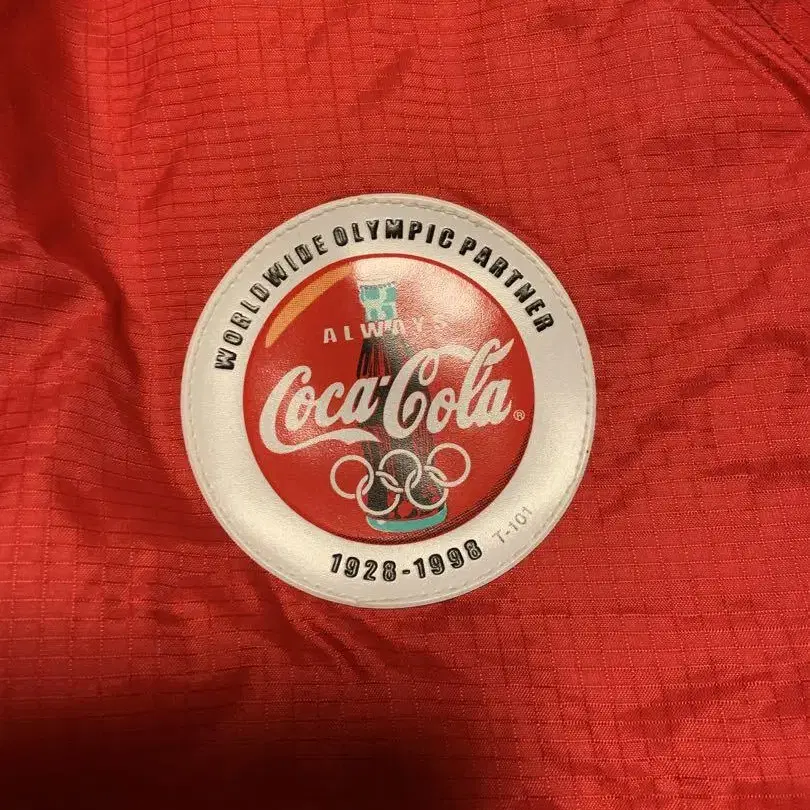 WORLDWIDE OLYMPIC PARTNER
ALWAYS
Coca-Cola®
T-101
1928-1998